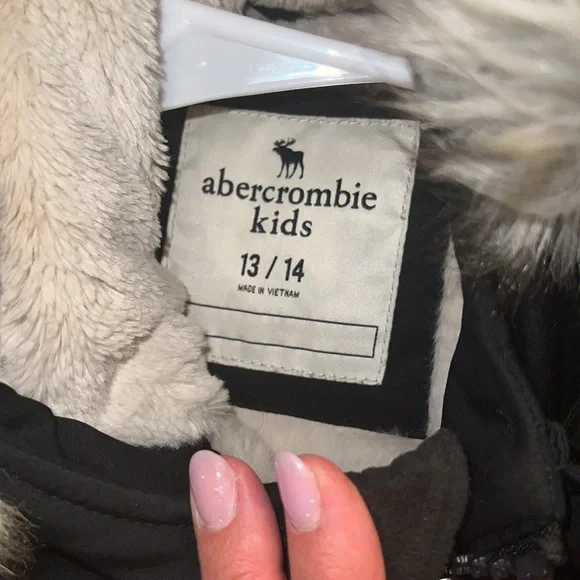 abercrombie
kids
13 / 14
MADE IN VIETNAM